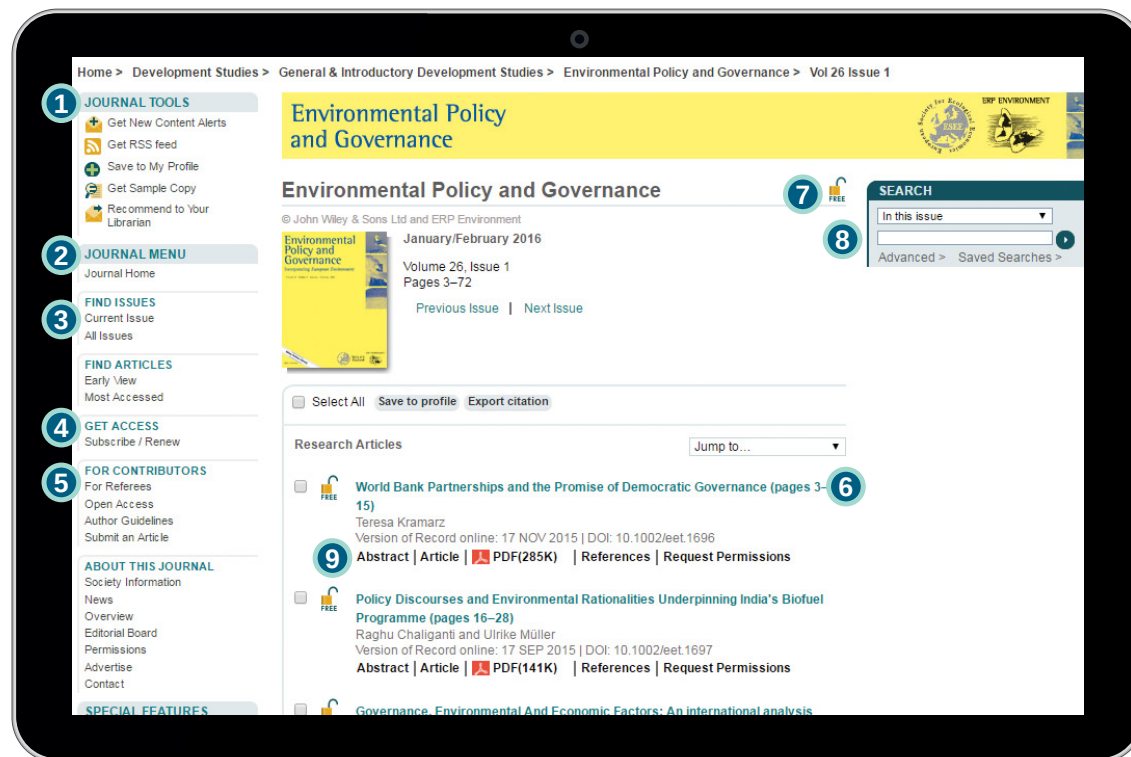 Home > Development Studies > General & Introductory Development Studies > Environmental Policy and Governance > Vol 26 Issue 1
1
JOURNAL TOOLS
Get New Content Alerts
Get RSS feed
Save to My Profile
Get Sample Copy
Recommend to Your
Librarian
2
JOURNAL MENU
Journal Home
FIND ISSUES
3
Current Issue
All Issues
FIND ARTICLES
Early View
Most Accessed
4
GET ACCESS
Subscribe / Renew
5
FOR CONTRIBUTORS
For Referees
Open Access
Author Guidelines
Submit an Article
ABOUT THIS JOURNAL
Society Information
News
Overview
Editorial Board
Permissions
Advertise
Contact
SPECIAL FEATURES
Environmental Policy
and Governance
European Society for Ecological Economics
ESEE
ERP ENVIRONMENT
Environmental Policy and Governance
7
FREE
© John Wiley & Sons Ltd and ERP Environment
Environmental
Policy and
Governance
January/February 2016
Volume 26, Issue 1
Pages 3–72
Previous Issue | Next Issue
SEARCH
In this issue
8
Advanced > Saved Searches >
Select All Save to profile Export citation
Research Articles
Jump to...
FREE
World Bank Partnerships and the Promise of Democratic Governance (pages 3–
6
15)
Teresa Kramarz
Version of Record online: 17 NOV 2015 | DOI: 10.1002/eet.1696
9
Abstract | Article | PDF(285K) | References | Request Permissions
FREE
Policy Discourses and Environmental Rationalities Underpinning India's Biofuel
Programme (pages 16–28)
Raghu Chaliganti and Ulrike Müller
Version of Record online: 17 SEP 2015 | DOI: 10.1002/eet.1697
Abstract | Article | PDF(141K) | References | Request Permissions
Governance, Environmental And Economic Factors: An international analysis